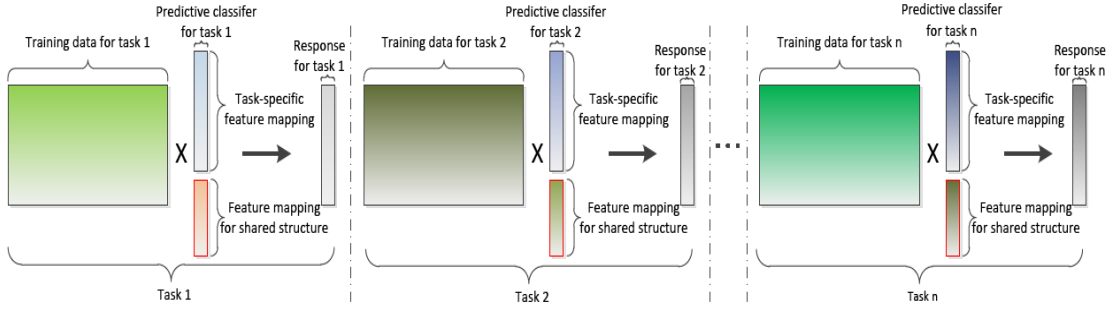 Predictive classifer
for task 1
Training data for task 1
Response
for task 1
Task-specific
feature mapping
X
Feature mapping
for shared structure
Task 1
Predictive classifer
for task 2
Training data for task 2
Response
for task 2
Task-specific
feature mapping
X
Feature mapping
for shared structure
Task 2
...
Predictive classifer
for task n
Training data for task n
Response
for task n
Task-specific
feature mapping
X
Feature mapping
for shared structure
Task n